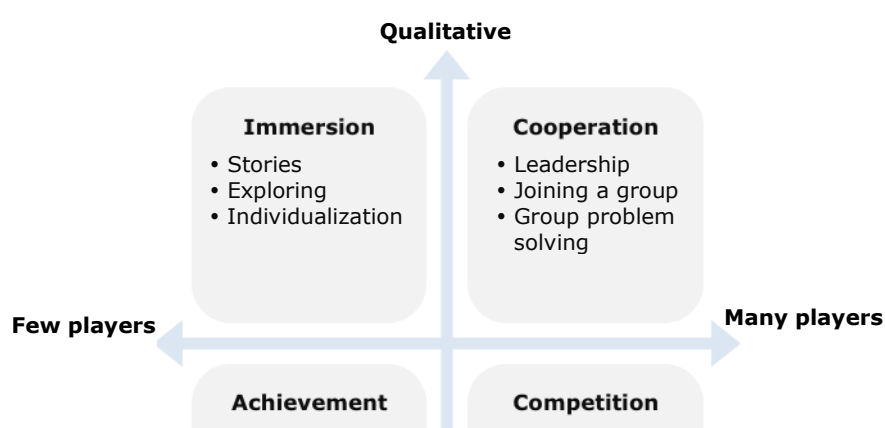 Qualitative
Immersion
• Stories
• Exploring
• Individualization
Cooperation
• Leadership
• Joining a group
• Group problem
solving
Few players
Many players
Achievement
Competition